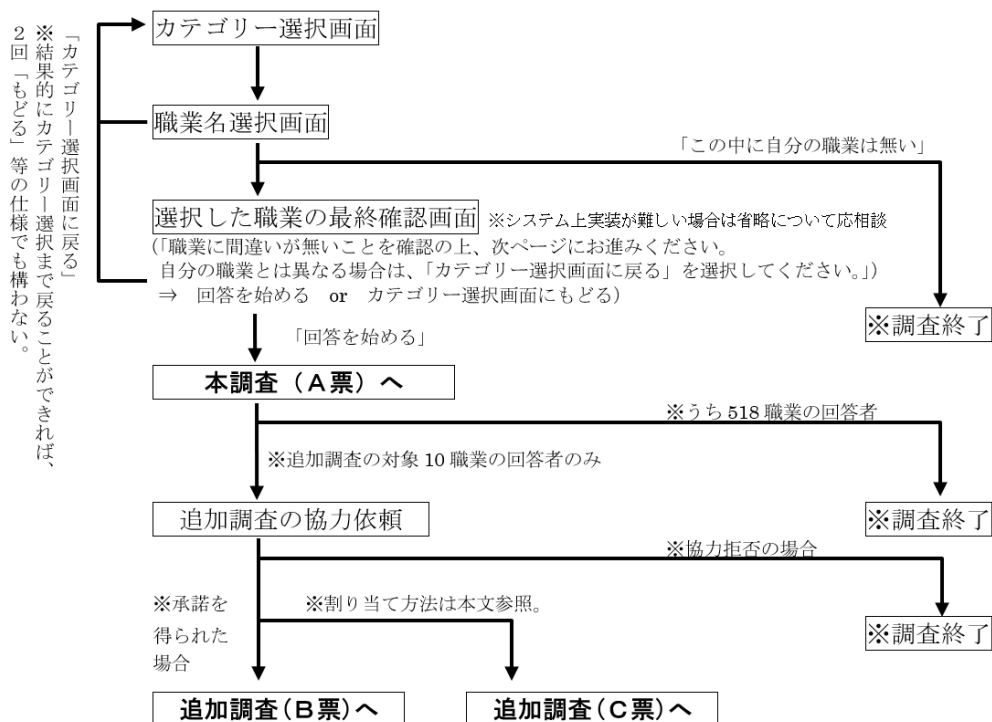 カテゴリー選択画面
「カテゴリー選択画面に戻る」
※結果的にカテゴリー選択まで戻ることができれば、
２回「もどる」等の仕様でも構わない。
職業名選択画面
「この中に自分の職業は無い」
選択した職業の最終確認画面 ※システム上実装が難しい場合は省略について応相談
(「職業に間違いが無いことを確認の上、次ページにお進みください。
自分の職業とは異なる場合は、「カテゴリー選択画面に戻る」を選択してください。」)
⇒　回答を始める　or　カテゴリー選択画面にもどる）
※調査終了
「回答を始める」
本調査（Ａ票）へ
※うち 518 職業の回答者
※追加調査の対象 10 職業の回答者のみ
追加調査の協力依頼
※調査終了
※協力拒否の場合
※承諾を
得られた
場合
※割り当て方法は本文参照。
※調査終了
追加調査（Ｂ票）へ
追加調査（Ｃ票）へ